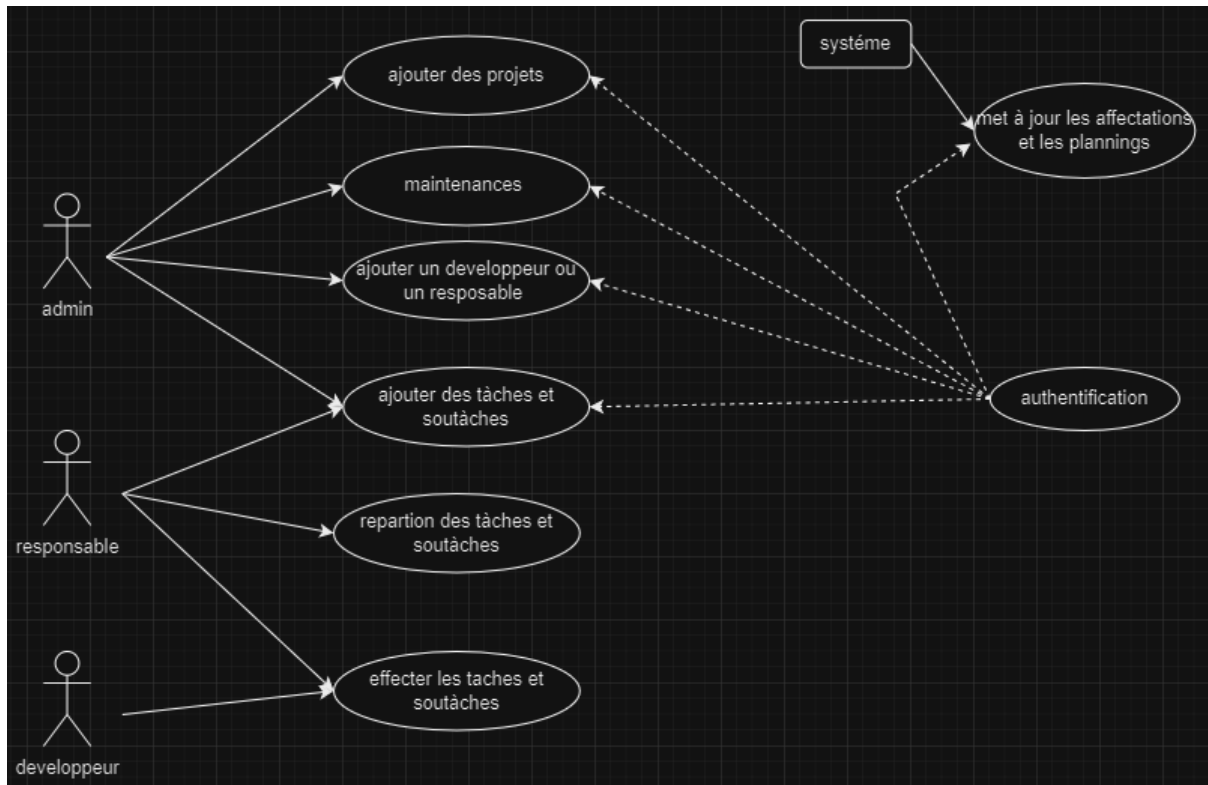 ajouter des projets
systéme
met à jour les affectations
et les plannings
maintenances
ajouter un developpeur ou
un resposable
admin
ajouter des tàches et
soutàches
authentification
repartion des tàches et
soutàches
responsable
effecter les taches et
soutàches
developpeur